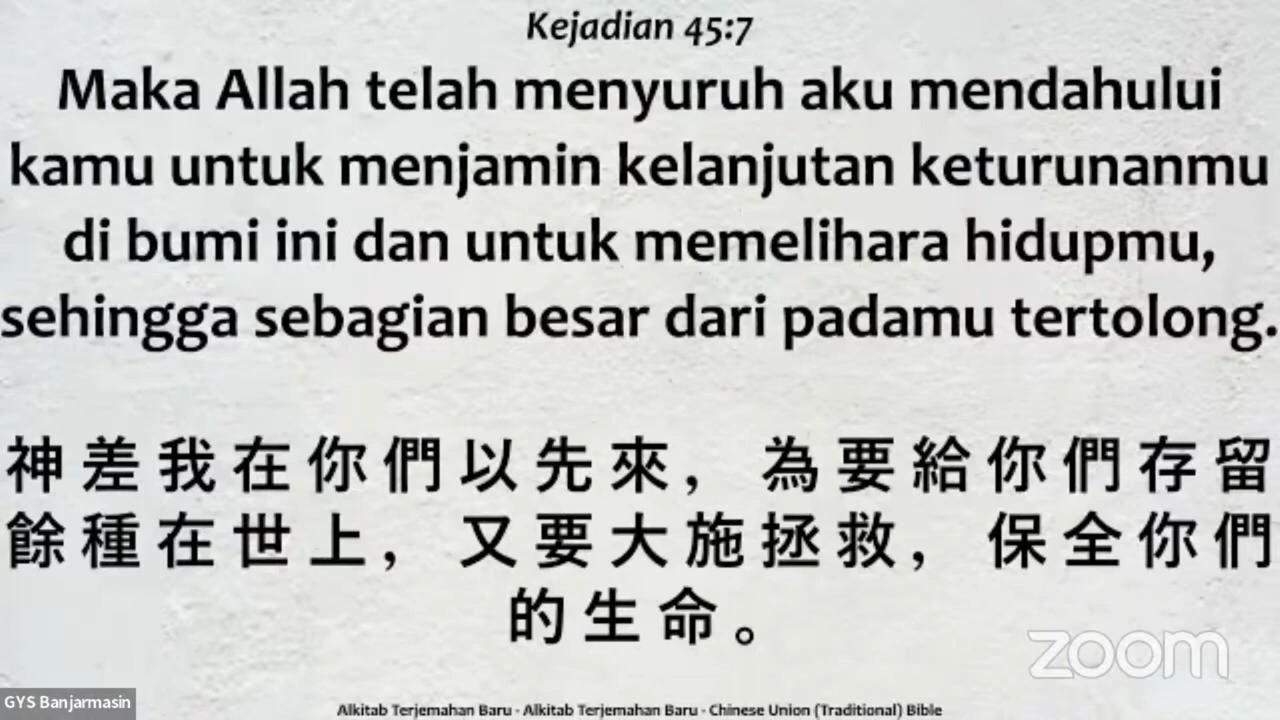 Kejadian 45:7
Maka Allah telah menyuruh aku mendahului
kamu untuk menjamin kelanjutan keturunanmu
di bumi ini dan untuk memelihara hidupmu,
sehingga sebagian besar dari padamu tertolong.
神差我在你們以先來，為要給你們存留
餘種在世上，又要大施拯救，保全你們
的生命。
zoom
GYS Banjarmasin
Alkitab Terjemahan Baru - Alkitab Terjemahan Baru - Chinese Union (Traditional) Bible